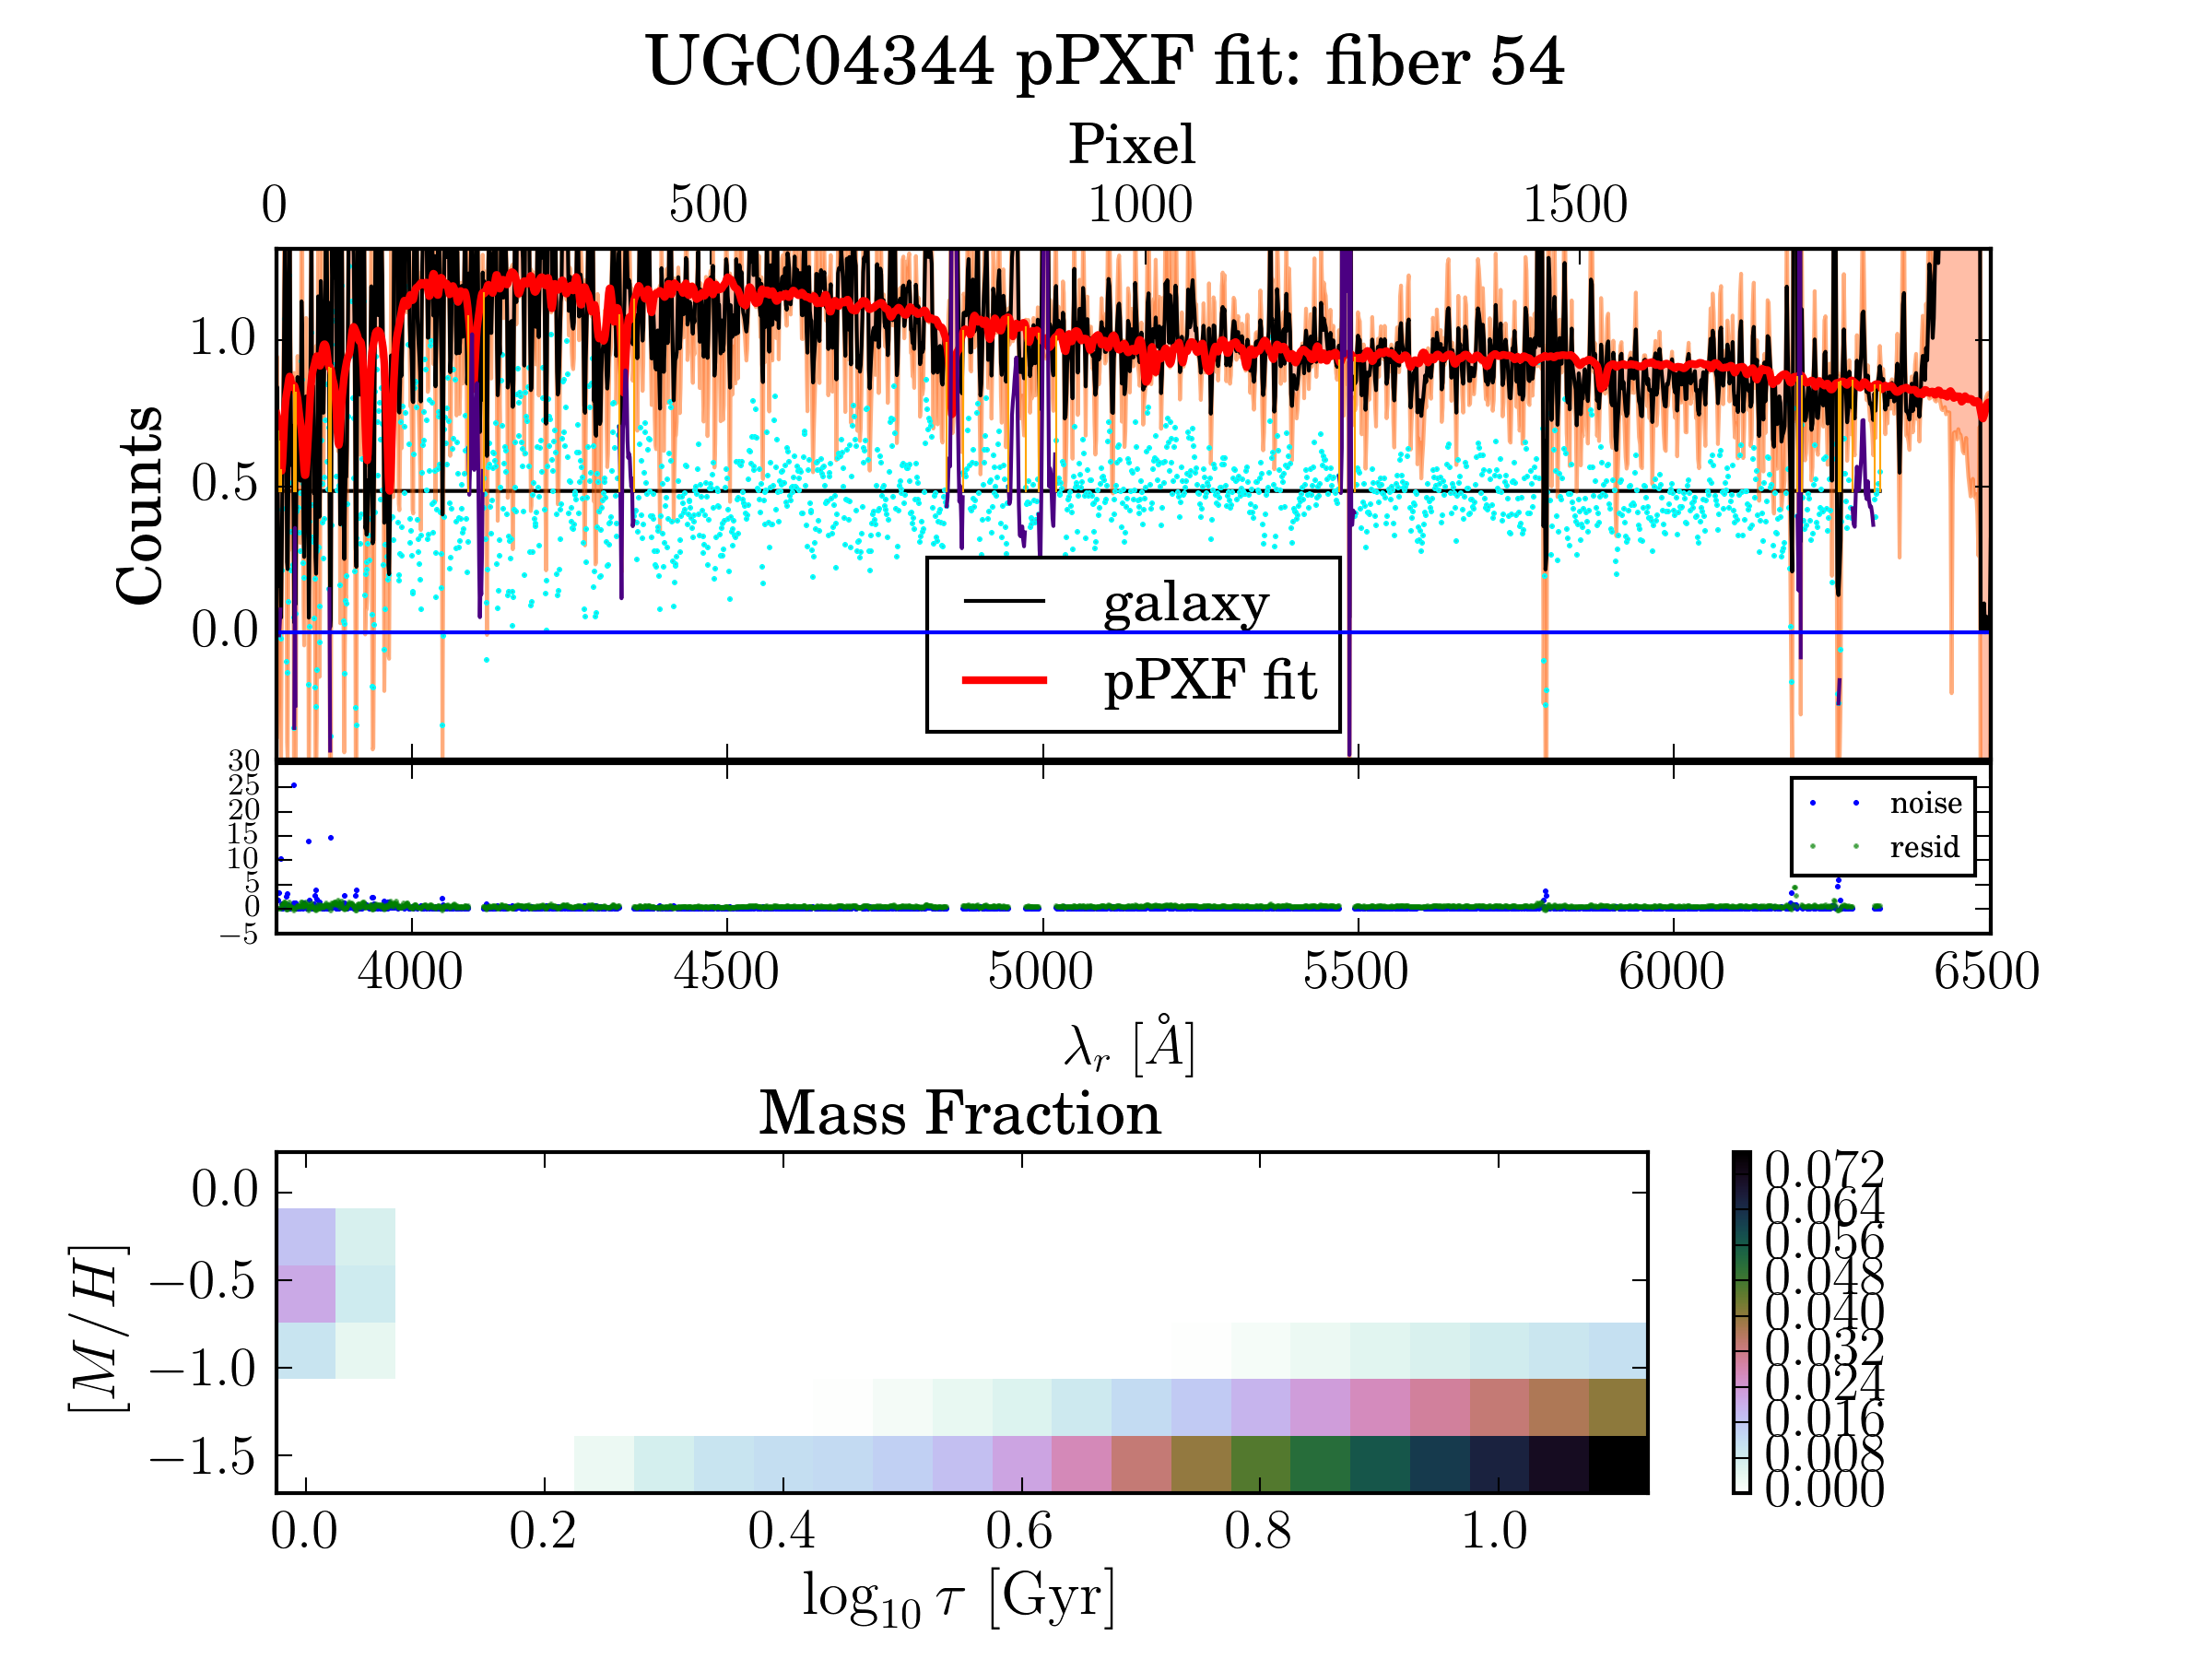 UGC04344 pPXF fit: fiber 54
Pixel
0 500 1000 1500
Counts
1.0
0.5
0.0
galaxy
pPXF fit
30
25
20
15
10
5
0
−5
noise
resid
4000 4500 5000 5500 6000 6500
λr [Å]
Mass Fraction
[M/H]
0.0
−0.5
−1.0
−1.5
0.0 0.2 0.4 0.6 0.8 1.0
log10 τ [Gyr]
0.072
0.064
0.056
0.048
0.040
0.032
0.024
0.016
0.008
0.000